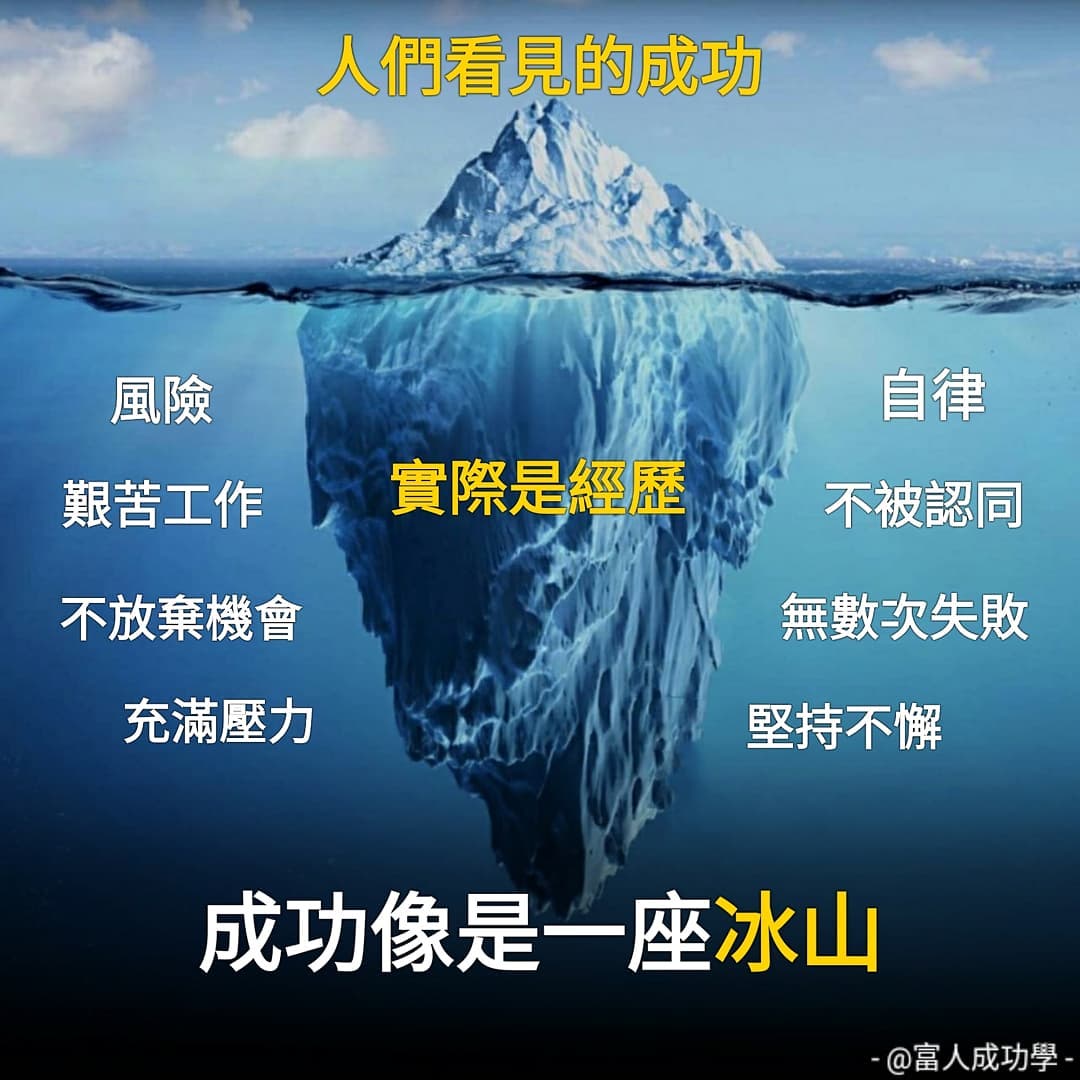 人們看見的成功
風險
自律
實際是經歷
艱苦工作
不被認同
不放棄機會
無數次失敗
充滿壓力
堅持不懈
成功像是一座冰山
- @富人成功學 -